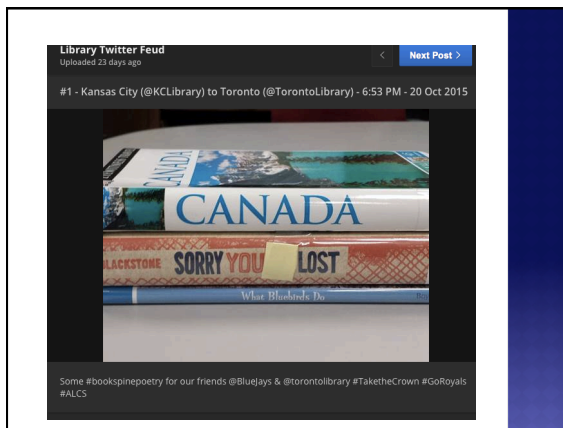 Library Twitter Feud
Uploaded 23 days ago
< Next Post >
#1 - Kansas City (@KCLibrary) to Toronto (@TorontoLibrary) - 6:53 PM - 20 Oct 2015
CANADA
CANADA
BLACKSTONE SORRY YOU LOST
What Bluebirds Do
Some #bookspinepoetry for our friends @BlueJays & @torontolibrary #TaketheCrown #GoRoyals
#ALCS